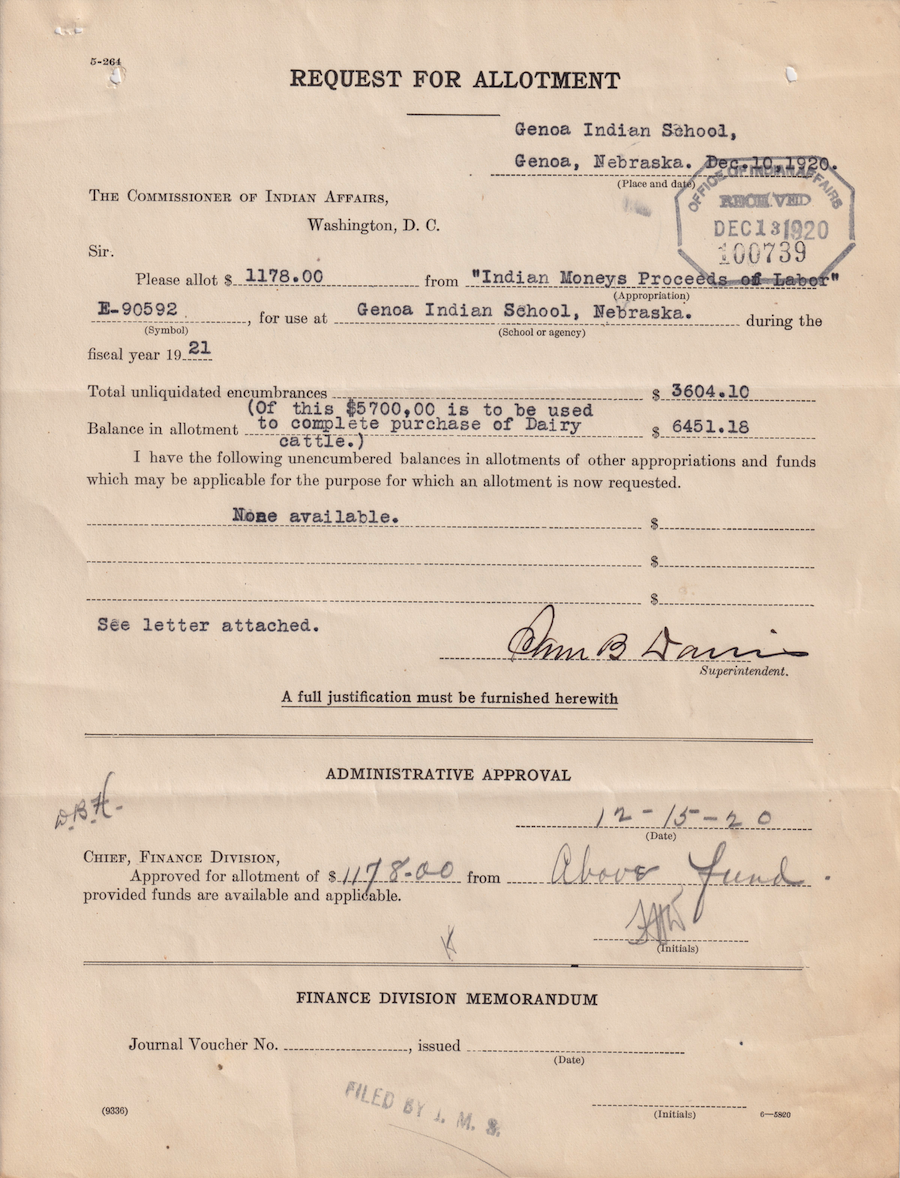 5-264
REQUEST FOR ALLOTMENT
Genoa Indian School,
Genoa, Nebraska. Dec.10,1920.
(Place and date)
OFFICE OF INDIAN AFFAIRS
RECEIVED
DEC 13 1920
100739
THE COMMISSIONER OF INDIAN AFFAIRS,
Washington, D. C.
Sir.
Please allot $ 1178.00 from "Indian Moneys Proceeds of Labor"
(Appropriation)
E-90592, for use at Genoa Indian School, Nebraska. during the
(Symbol) (School or agency)
fiscal year 1921
Total unliquidated encumbrances $ 3604.10
(Of this $5700,00 is to be used
Balance in allotment to complete purchase of Dairy $ 6451.18
cattle.)
I have the following unencumbered balances in allotments of other appropriations and funds
which may be applicable for the purpose for which an allotment is now requested.
None available. $
$
$
See letter attached.
Sam B Davis
Superintendent.
A full justification must be furnished herewith
ADMINISTRATIVE APPROVAL
D.B.H.
12-15-20
(Date)
CHIEF, FINANCE DIVISION,
Approved for allotment of $1178.00 from Above fund.
provided funds are available and applicable.
(Initials)
FINANCE DIVISION MEMORANDUM
Journal Voucher No. , issued
(Date)
FILED BY I. M. S.
(9336)
(Initials)
6—5820